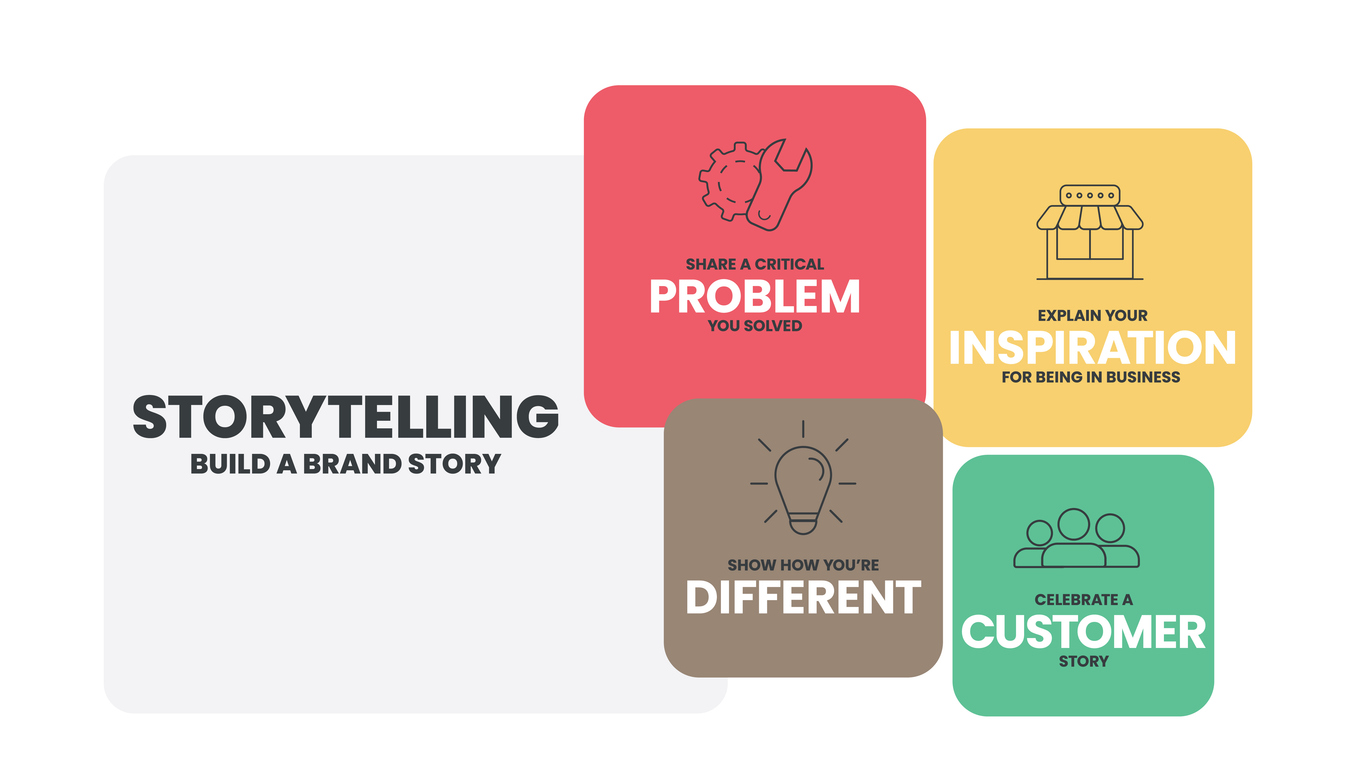 STORYTELLING
BUILD A BRAND STORY
SHARE A CRITICAL
PROBLEM
YOU SOLVED
EXPLAIN YOUR
INSPIRATION
FOR BEING IN BUSINESS
SHOW HOW YOU’RE
DIFFERENT
CELEBRATE A
CUSTOMER
STORY